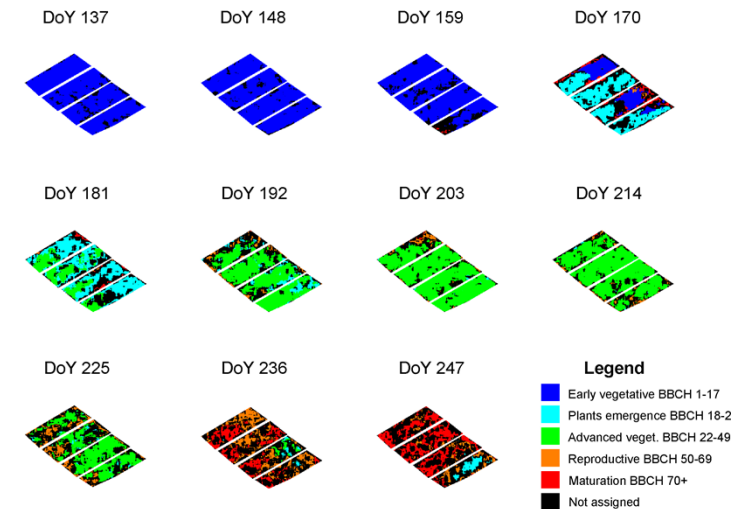 DoY 137 DoY 148 DoY 159 DoY 170
DoY 181 DoY 192 DoY 203 DoY 214
DoY 225 DoY 236 DoY 247 Legend
Early vegetative BBCH 1-17
Plants emergence BBCH 18-2
Advanced veget. BBCH 22-49
Reproductive BBCH 50-69
Maturation BBCH 70+
Not assigned